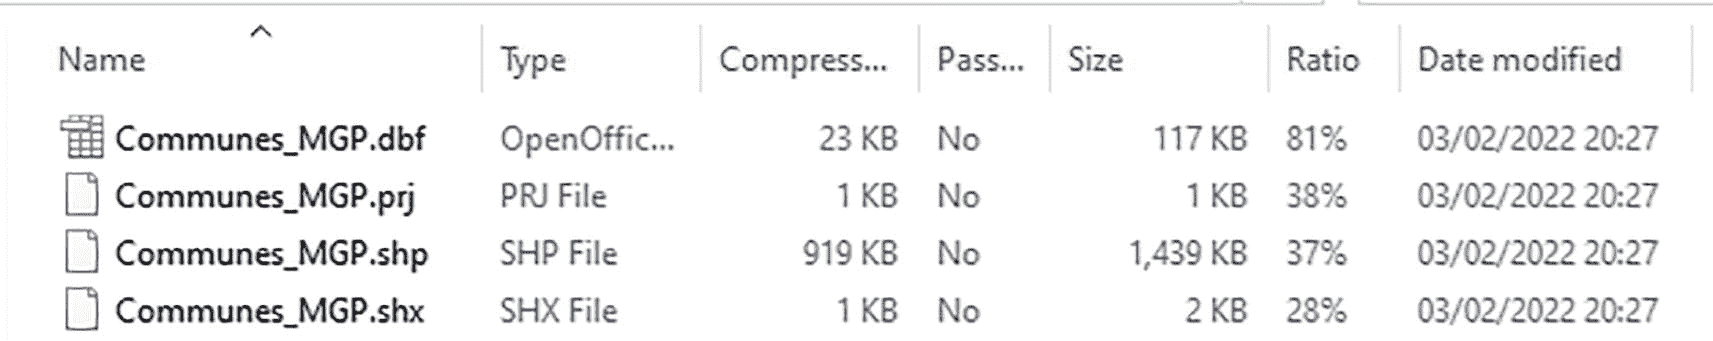 Name Type Compress... Pass... Size Ratio Date modified
Communes_MGP.dbf OpenOffic... 23 KB No 117 KB 81% 03/02/2022 20:27
Communes_MGP.prj PRJ File 1 KB No 1 KB 38% 03/02/2022 20:27
Communes_MGP.shp SHP File 919 KB No 1,439 KB 37% 03/02/2022 20:27
Communes_MGP.shx SHX File 1 KB No 2 KB 28% 03/02/2022 20:27